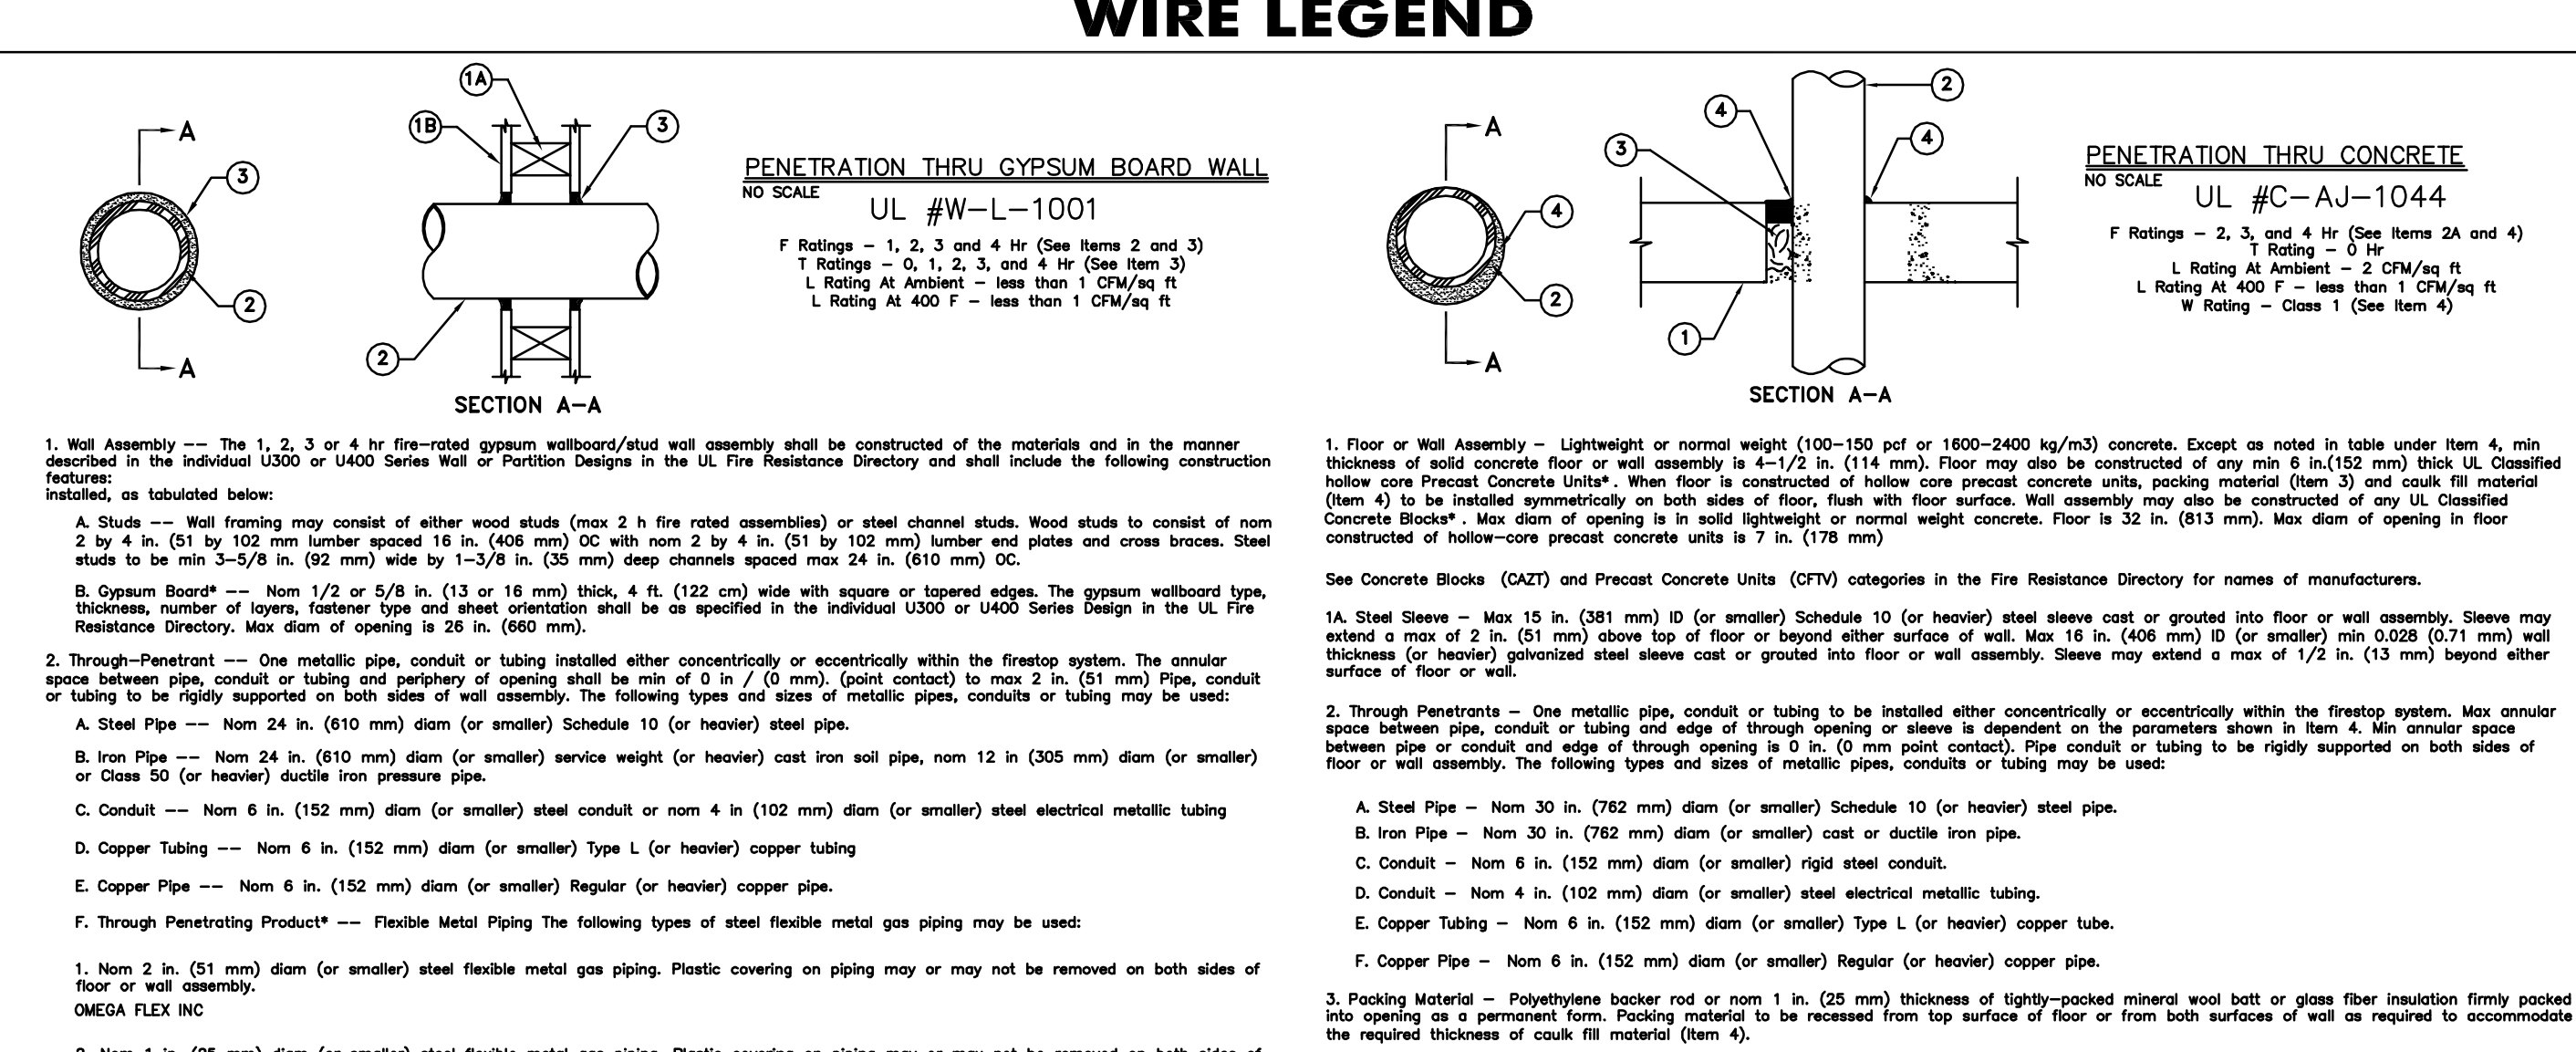 WIRE LEGEND
1A
1B
3
A
3
2
A
2
SECTION A-A
PENETRATION THRU GYPSUM BOARD WALL
NO SCALE
UL #W-L-1001
F Ratings - 1, 2, 3 and 4 Hr (See Items 2 and 3)
T Ratings - 0, 1, 2, 3, and 4 Hr (See Item 3)
L Rating At Ambient - less than 1 CFM/sq ft
L Rating At 400 F - less than 1 CFM/sq ft
1. Wall Assembly -- The 1, 2, 3 or 4 hr fire-rated gypsum wallboard/stud wall assembly shall be constructed of the materials and in the manner
described in the individual U300 or U400 Series Wall or Partition Designs in the UL Fire Resistance Directory and shall include the following construction
features:
installed, as tabulated below:
A. Studs -- Wall framing may consist of either wood studs (max 2 h fire rated assemblies) or steel channel studs. Wood studs to consist of nom
2 by 4 in. (51 by 102 mm lumber spaced 16 in. (406 mm) OC with nom 2 by 4 in. (51 by 102 mm) lumber end plates and cross braces. Steel
studs to be min 3-5/8 in. (92 mm) wide by 1-3/8 in. (35 mm) deep channels spaced max 24 in. (610 mm) OC.
B. Gypsum Board* -- Nom 1/2 or 5/8 in. (13 or 16 mm) thick, 4 ft. (122 cm) wide with square or tapered edges. The gypsum wallboard type,
thickness, number of layers, fastener type and sheet orientation shall be as specified in the individual U300 or U400 Series Design in the UL Fire
Resistance Directory. Max diam of opening is 26 in. (660 mm).
2. Through-Penetrant -- One metallic pipe, conduit or tubing installed either concentrically or eccentrically within the firestop system. The annular
space between pipe, conduit or tubing and periphery of opening shall be min of 0 in / (0 mm). (point contact) to max 2 in. (51 mm) Pipe, conduit
or tubing to be rigidly supported on both sides of wall assembly. The following types and sizes of metallic pipes, conduits or tubing may be used:
A. Steel Pipe -- Nom 24 in. (610 mm) diam (or smaller) Schedule 10 (or heavier) steel pipe.
B. Iron Pipe -- Nom 24 in. (610 mm) diam (or smaller) service weight (or heavier) cast iron soil pipe, nom 12 in (305 mm) diam (or smaller)
or Class 50 (or heavier) ductile iron pressure pipe.
C. Conduit -- Nom 6 in. (152 mm) diam (or smaller) steel conduit or nom 4 in (102 mm) diam (or smaller) steel electrical metallic tubing
D. Copper Tubing -- Nom 6 in. (152 mm) diam (or smaller) Type L (or heavier) copper tubing
E. Copper Pipe -- Nom 6 in. (152 mm) diam (or smaller) Regular (or heavier) copper pipe.
F. Through Penetrating Product* -- Flexible Metal Piping The following types of steel flexible metal gas piping may be used:
1. Nom 2 in. (51 mm) diam (or smaller) steel flexible metal gas piping. Plastic covering on piping may or may not be removed on both sides of
floor or wall assembly.
OMEGA FLEX INC
2. Nom 1 in. (25 mm) diam (or smaller) steel flexible metal gas piping. Plastic covering on piping may or may not be removed on both sides of
2
4
4
3
A
4
2
1
A
SECTION A-A
PENETRATION THRU CONCRETE
NO SCALE
UL #C-AJ-1044
F Ratings - 2, 3, and 4 Hr (See Items 2A and 4)
T Rating - 0 Hr
L Rating At Ambient - 2 CFM/sq ft
L Rating At 400 F - less than 1 CFM/sq ft
W Rating - Class 1 (See Item 4)
1. Floor or Wall Assembly - Lightweight or normal weight (100-150 pcf or 1600-2400 kg/m3) concrete. Except as noted in table under Item 4, min
thickness of solid concrete floor or wall assembly is 4-1/2 in. (114 mm). Floor may also be constructed of any min 6 in.(152 mm) thick UL Classified
hollow core Precast Concrete Units*. When floor is constructed of hollow core precast concrete units, packing material (Item 3) and caulk fill material
(Item 4) to be installed symmetrically on both sides of floor, flush with floor surface. Wall assembly may also be constructed of any UL Classified
Concrete Blocks*. Max diam of opening is in solid lightweight or normal weight concrete. Floor is 32 in. (813 mm). Max diam of opening in floor
constructed of hollow-core precast concrete units is 7 in. (178 mm)
See Concrete Blocks (CAZT) and Precast Concrete Units (CFTV) categories in the Fire Resistance Directory for names of manufacturers.
1A. Steel Sleeve - Max 15 in. (381 mm) ID (or smaller) Schedule 10 (or heavier) steel sleeve cast or grouted into floor or wall assembly. Sleeve may
extend a max of 2 in. (51 mm) above top of floor or beyond either surface of wall. Max 16 in. (406 mm) ID (or smaller) min 0.028 (0.71 mm) wall
thickness (or heavier) galvanized steel sleeve cast or grouted into floor or wall assembly. Sleeve may extend a max of 1/2 in. (13 mm) beyond either
surface of floor or wall.
2. Through Penetrants - One metallic pipe, conduit or tubing to be installed either concentrically or eccentrically within the firestop system. Max annular
space between pipe, conduit or tubing and edge of through opening or sleeve is dependent on the parameters shown in Item 4. Min annular space
between pipe or conduit and edge of through opening is 0 in. (0 mm point contact). Pipe conduit or tubing to be rigidly supported on both sides of
floor or wall assembly. The following types and sizes of metallic pipes, conduits or tubing may be used:
A. Steel Pipe - Nom 30 in. (762 mm) diam (or smaller) Schedule 10 (or heavier) steel pipe.
B. Iron Pipe - Nom 30 in. (762 mm) diam (or smaller) cast or ductile iron pipe.
C. Conduit - Nom 6 in. (152 mm) diam (or smaller) rigid steel conduit.
D. Conduit - Nom 4 in. (102 mm) diam (or smaller) steel electrical metallic tubing.
E. Copper Tubing - Nom 6 in. (152 mm) diam (or smaller) Type L (or heavier) copper tube.
F. Copper Pipe - Nom 6 in. (152 mm) diam (or smaller) Regular (or heavier) copper pipe.
3. Packing Material - Polyethylene backer rod or nom 1 in. (25 mm) thickness of tightly-packed mineral wool batt or glass fiber insulation firmly packed
into opening as a permanent form. Packing material to be recessed from top surface of floor or from both surfaces of wall as required to accommodate
the required thickness of caulk fill material (Item 4).